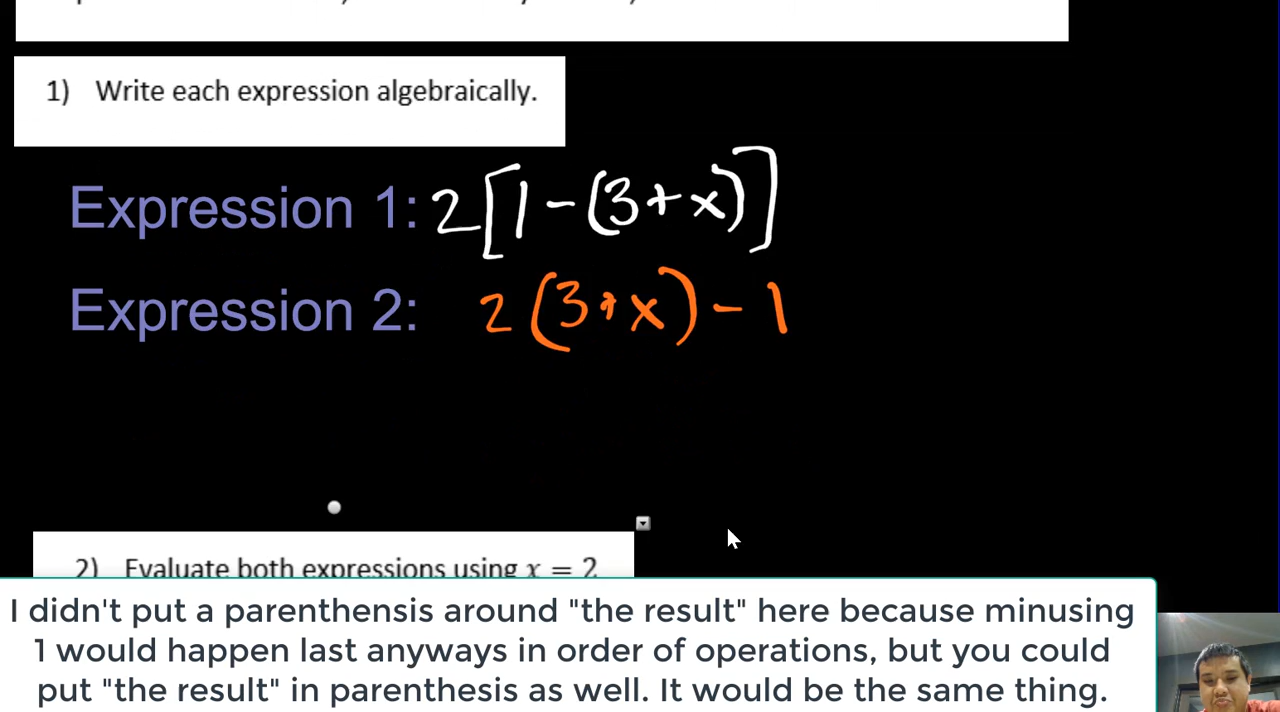 1) Write each expression algebraically.
Expression 1: 2[1-(3+x)]
Expression 2: 2(3+x)-1
2) Evaluate both expressions using x = 2
I didn't put a parenthensis around "the result" here because minusing
1 would happen last anyways in order of operations, but you could
put "the result" in parenthesis as well. It would be the same thing.